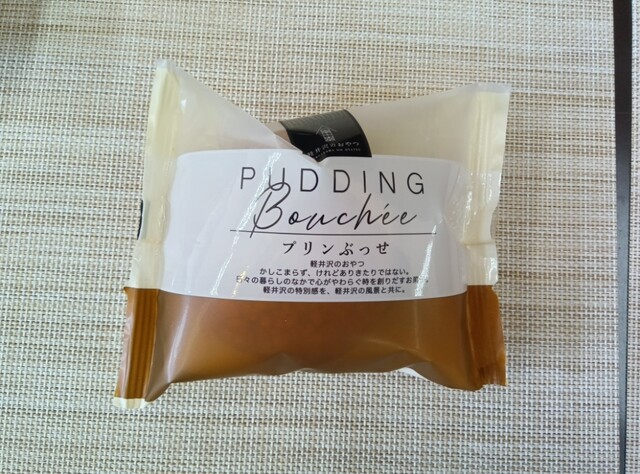 PUDDING
Bouchée
プリンぶっせ
軽井沢のおやつ
かしこまらず、けれどありきたりではない。
々の暮らしのなかで心がやわらぐ時を創りだすお
軽井沢の特別感を、軽井沢の風景と共に。